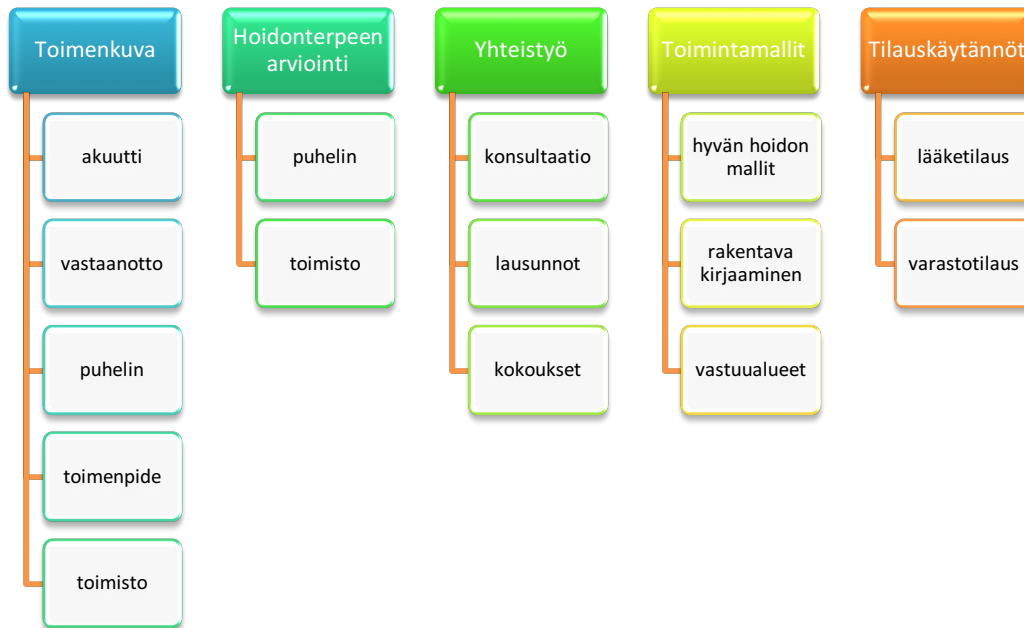 Toimenkuva
akuutti
vastaanotto
puhelin
toimenpide
toimisto
Hoidonterpeen
arviointi
puhelin
toimisto
Yhteistyö
konsultaatio
lausunnot
kokoukset
Toimintamallit
hyvän hoidon
mallit
rakentava
kirjaaminen
vastuualueet
Tilauskäytännöt
lääketilaus
varastotilaus